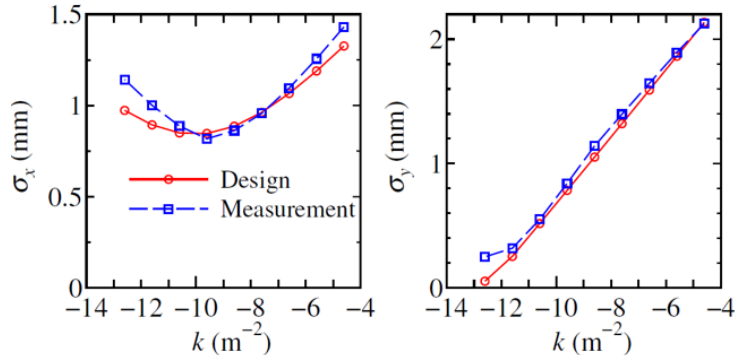 1.5
1
0.5
0
σx (mm)
Design
Measurement
−14 −12 −10 −8 −6 −4
k (m−2)
2
1
0
σy (mm)
−14 −12 −10 −8 −6 −4
k (m−2)